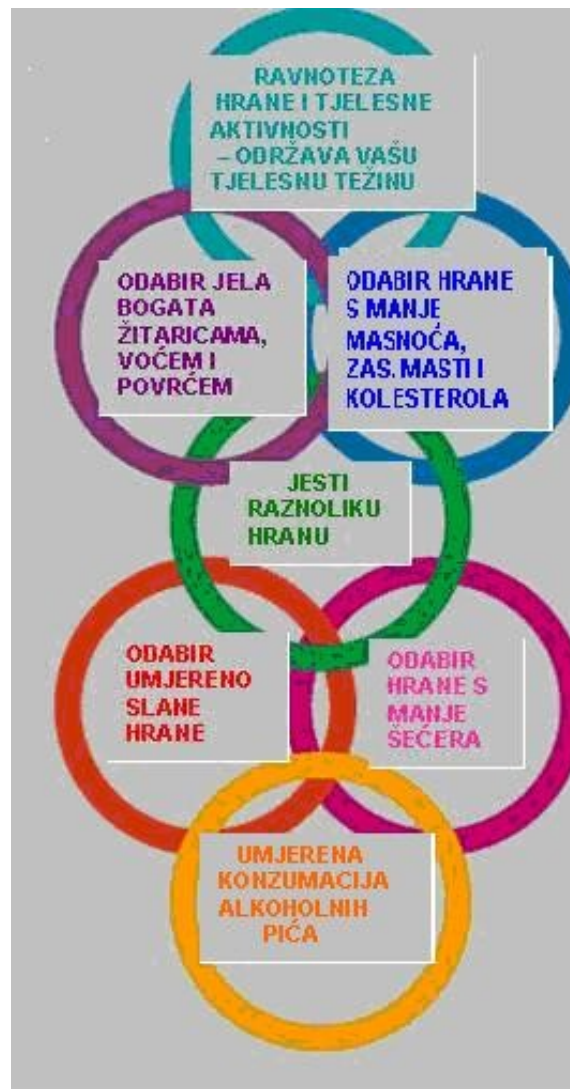 RAVNOTEZA
HRANE I TJELESNE
AKTIVNOSTI
– ODRŽAVA VAŠU
TJELESNU TEŽINU
ODABIR JELA
BOGATA
ŽITARICAMA,
VOĆEM I
POVRĆEM
ODABIR HRANE
S MANJE
MASNOĆA,
ZAS. MASTI I
KOLESTEROLA
JESTI
RAZNOLIKU
HRANU
ODABIR
UMJERENO
SLANE
HRANE
ODABIR
HRANE S
MANJE
ŠEĆERA
UMJERENA
KONZUMACIJA
ALKOHOLNIH
PIĆA